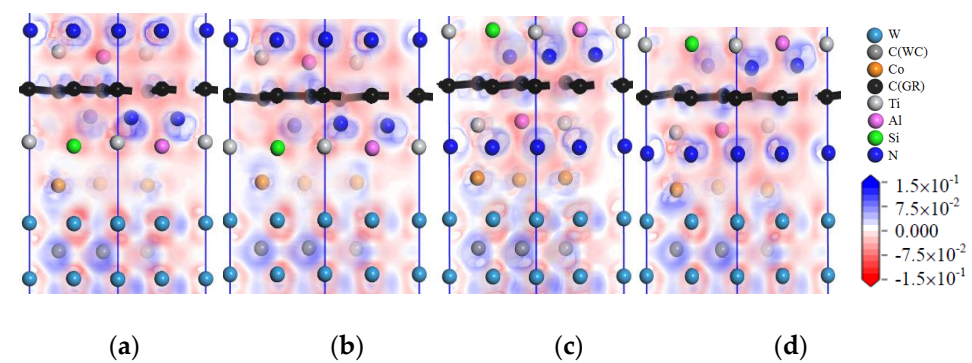 W
C(WC)
Co
C(GR)
Ti
Al
Si
N
1.5×10⁻¹
7.5×10⁻²
0.000
-7.5×10⁻²
-1.5×10⁻¹
(a) (b) (c) (d)